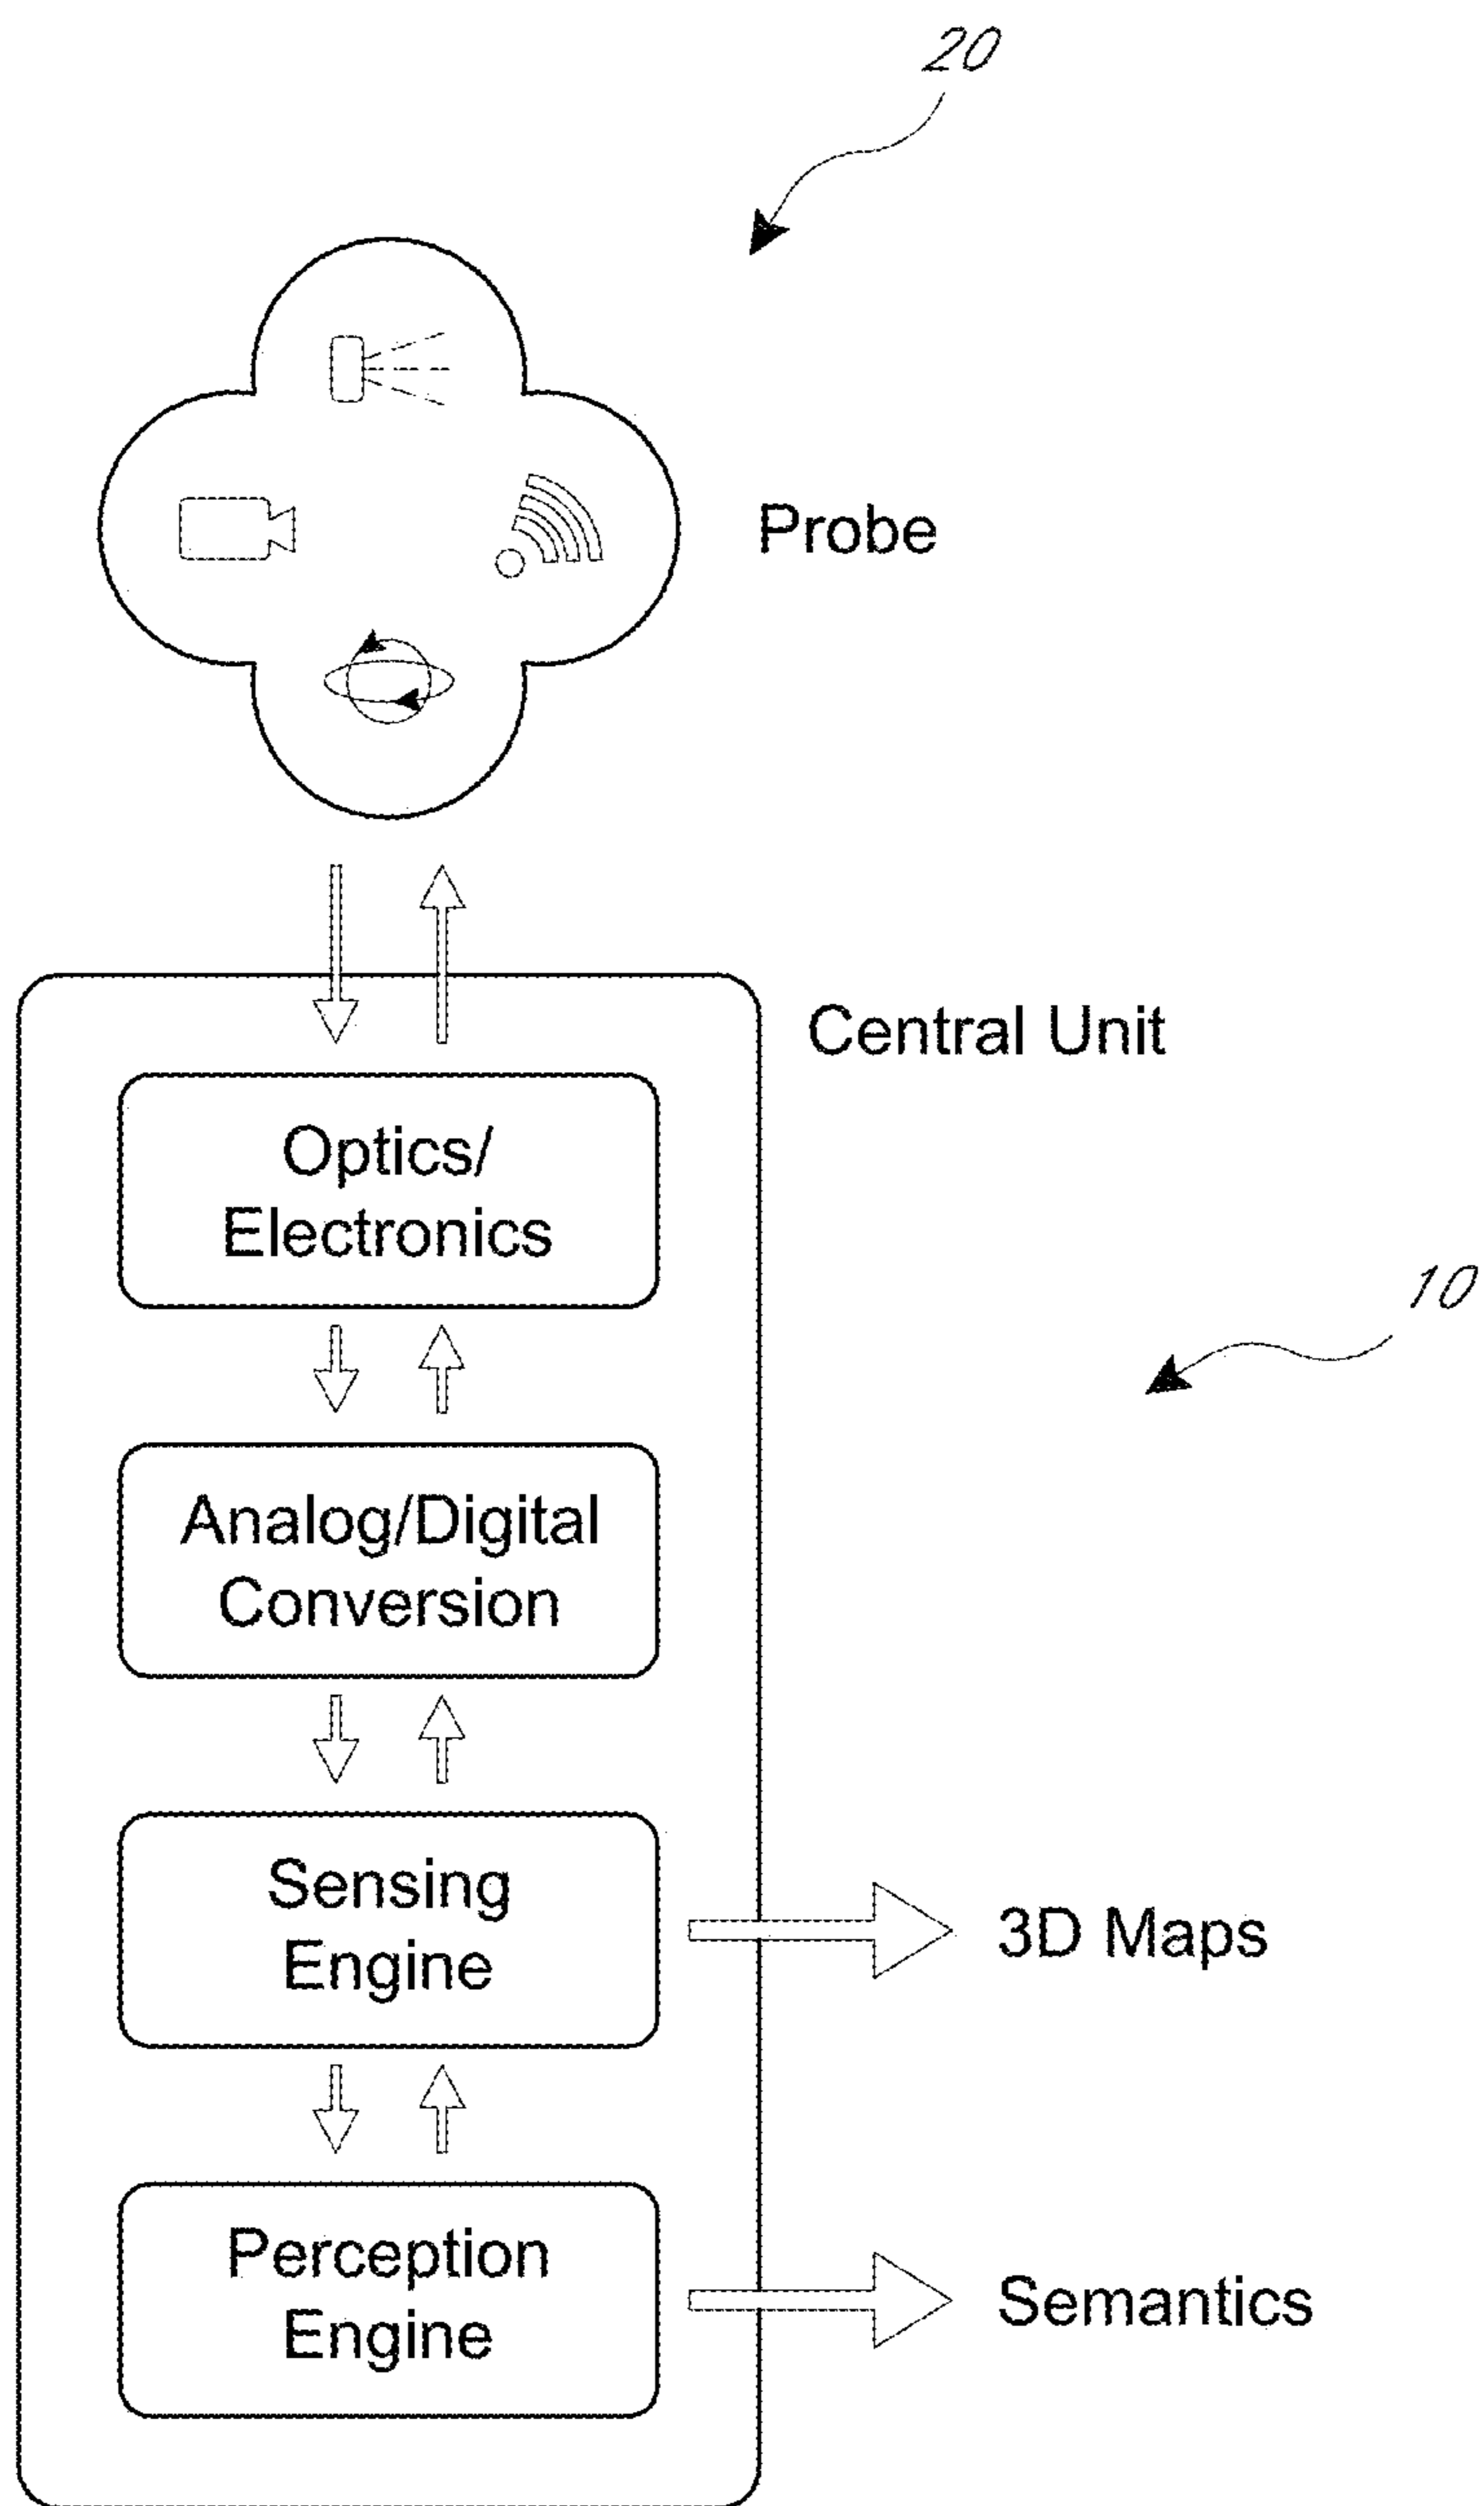 20
Probe
Central Unit
Optics/
Electronics
10
Analog/Digital
Conversion
Sensing
Engine
3D Maps
Perception
Engine
Semantics